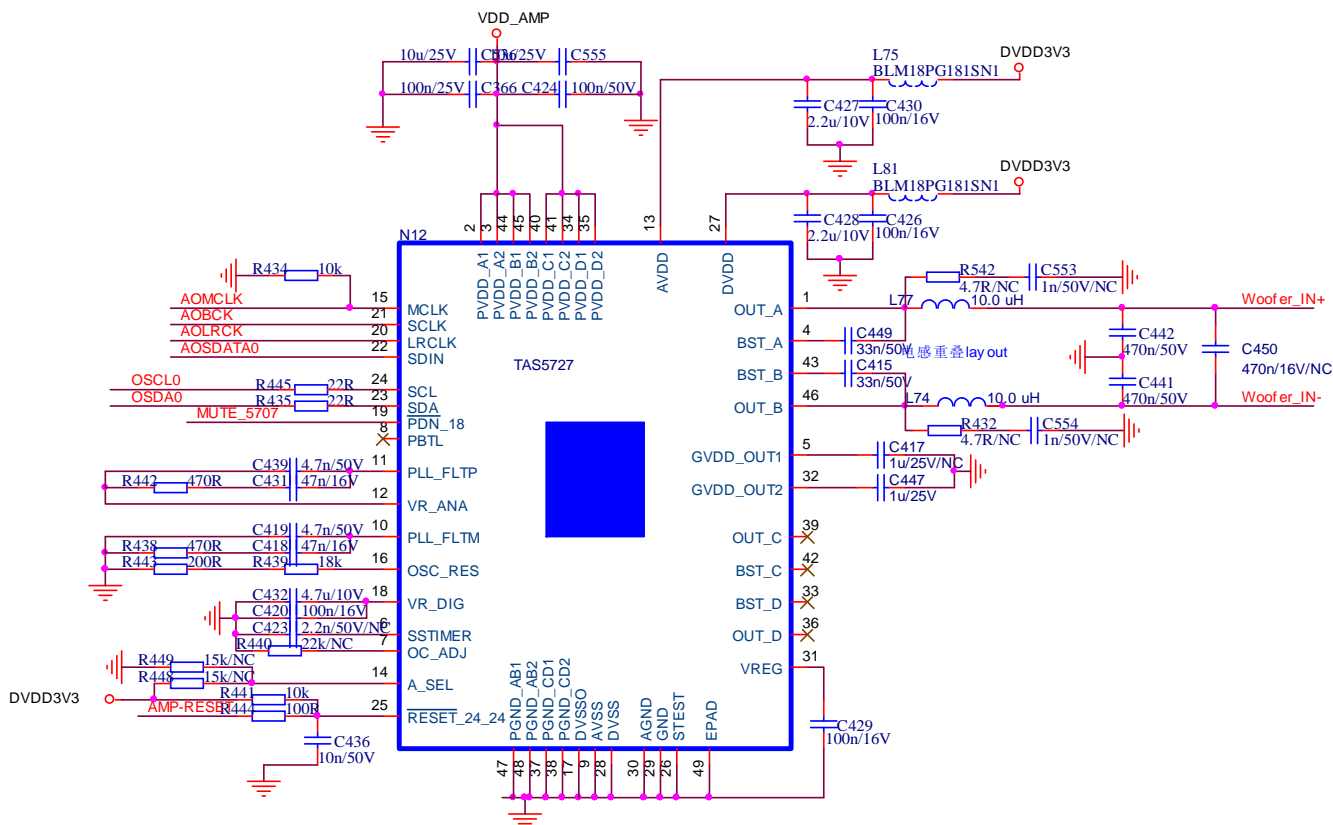 VDD_AMP
10u/25V C536
10u/25V C555
100n/25V C366 C424 100n/50V
L75
BLM18PG181SN1
DVDD3V3
C427
2.2u/10V
C430
100n/16V
L81
BLM18PG181SN1
DVDD3V3
C428
2.2u/10V
C426
100n/16V
N12
2
3
44
45
40
41
34
35
13
27
PVDD_A1
PVDD_A2
PVDD_B1
PVDD_B2
PVDD_C1
PVDD_C2
PVDD_D1
PVDD_D2
AVDD
DVDD
TAS5727
R434 10k
AOMCLK 15 MCLK
AOBCK 21 SCLK
AOLRCK 20 LRCLK
AOSDATA0 22 SDIN
OSCL0 R445 22R 24 SCL
OSDA0 R435 22R 23 SDA
MUTE_5707 19 PDN_18
8 PBTL
C439 4.7n/50V 11 PLL_FLTP
R442 470R C431 47n/16V
12 VR_ANA
C419 4.7n/50V 10 PLL_FLTM
R438 470R C418 47n/16V
R443 200R R439 18k 16 OSC_RES
C432 4.7u/10V 18 VR_DIG
C420 100n/16V
C423 2.2n/50V/NC 6 SSTIMER
R440 22k/NC 7 OC_ADJ
R449 15k/NC
R448 15k/NC 14 A_SEL
DVDD3V3
R441 10k
AMP-RESET R444 100R 25 RESET_24_24
C436
10n/50V
OUT_A 1
L77 10.0 uH
R542
4.7R/NC
C553
1n/50V/NC
Woofer_IN+
BST_A 4
C449
33n/50V
电感重叠layout
BST_B 43
C415
33n/50V
OUT_B 46
L74 10.0 uH
R432
4.7R/NC
C554
1n/50V/NC
Woofer_IN-
C442
470n/50V
C441
470n/50V
C450
470n/16V/NC
GVDD_OUT1 5
C417
1u/25V/NC
GVDD_OUT2 32
C447
1u/25V
OUT_C 39
BST_C 42
BST_D 33
OUT_D 36
VREG 31
C429
100n/16V
PGND_AB1
PGND_AB2
PGND_CD1
PGND_CD2
DVSSO
AVSS
DVSS
AGND
GND
STEST
EPAD
47
48
37
38
17
9
28
30
29
26
49